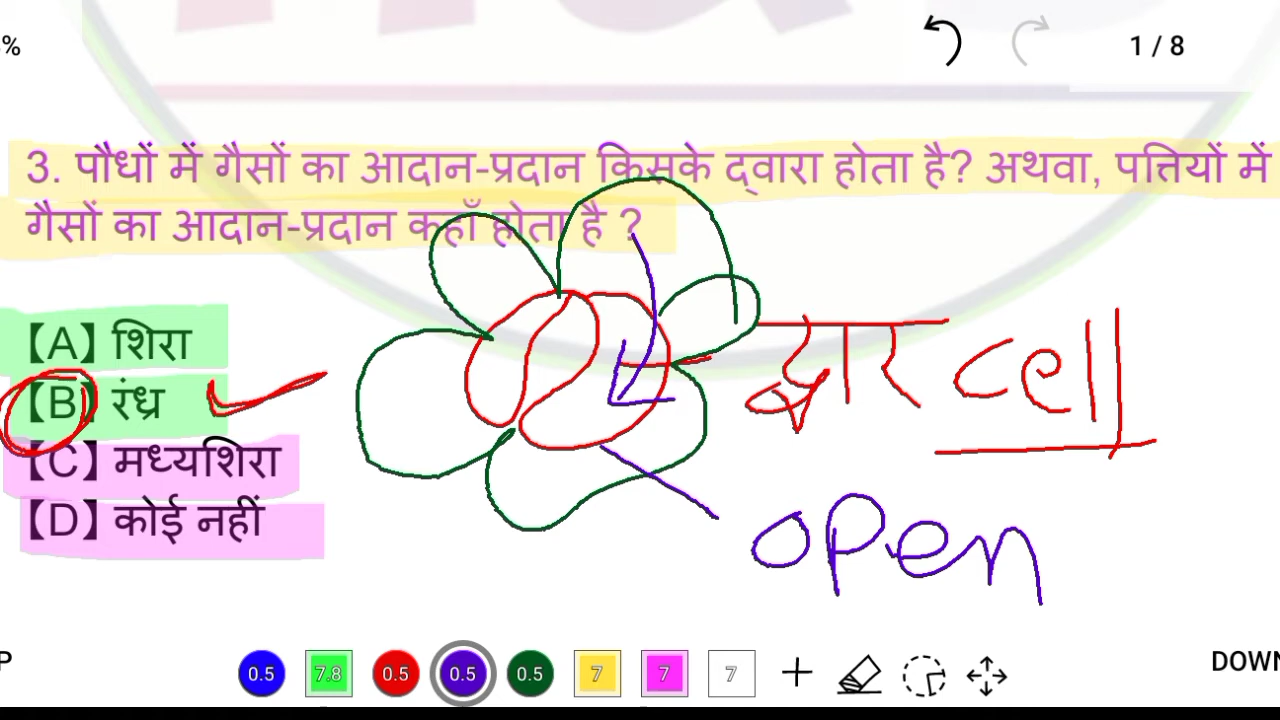 %
1 / 8
3. पौधों में गैसों का आदान-प्रदान किसके द्वारा होता है? अथवा, पत्तियों में
गैसों का आदान-प्रदान कहाँ होता है ?
【A】 शिरा
【B】 रंध्र
【C】 मध्यशिरा
【D】 कोई नहीं
द्वार cell
open
P
0.5 7.8 0.5 0.5 0.5 7 7 7
DOWN